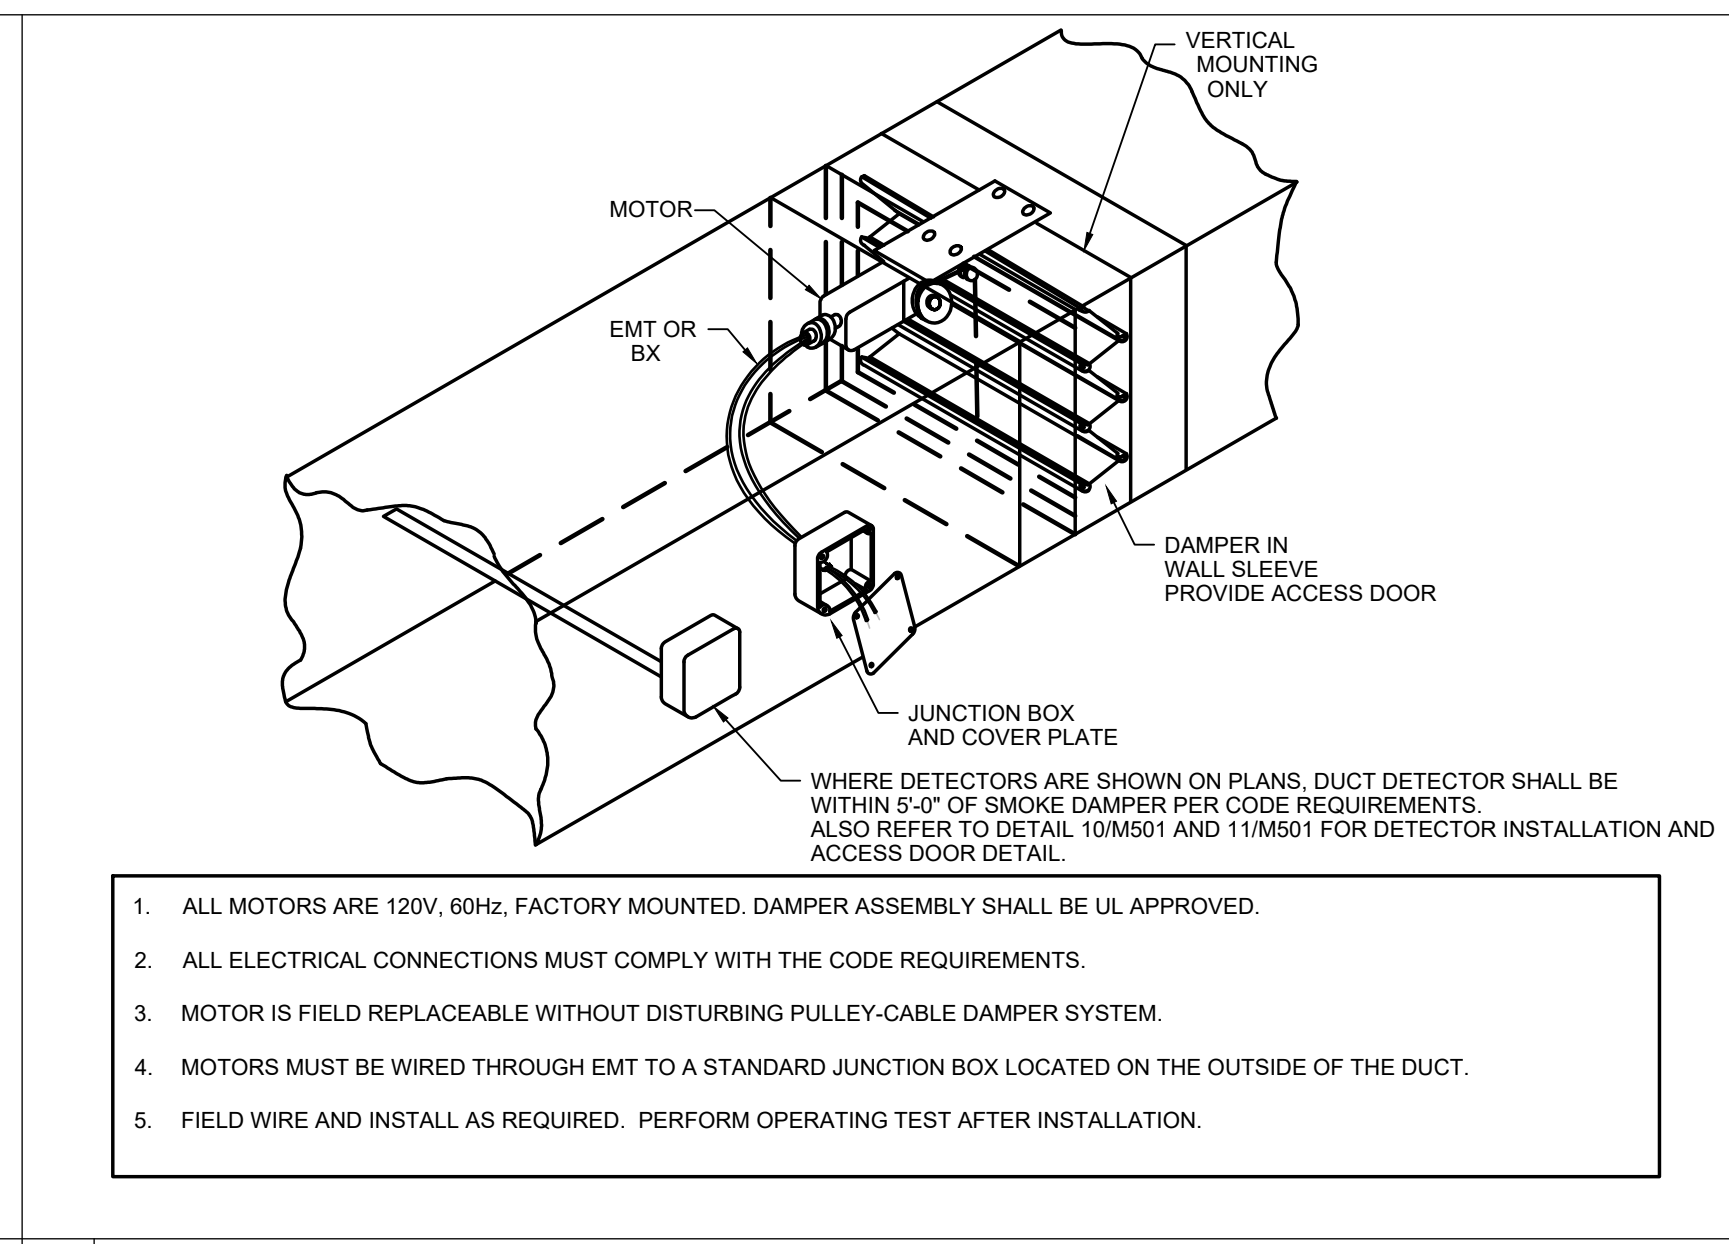 VERTICAL
MOUNTING
ONLY
MOTOR
EMT OR
BX
DAMPER IN
WALL SLEEVE
PROVIDE ACCESS DOOR
JUNCTION BOX
AND COVER PLATE
WHERE DETECTORS ARE SHOWN ON PLANS, DUCT DETECTOR SHALL BE
WITHIN 5'-0" OF SMOKE DAMPER PER CODE REQUIREMENTS.
ALSO REFER TO DETAIL 10/M501 AND 11/M501 FOR DETECTOR INSTALLATION AND
ACCESS DOOR DETAIL.
1. ALL MOTORS ARE 120V, 60Hz, FACTORY MOUNTED. DAMPER ASSEMBLY SHALL BE UL APPROVED.
2. ALL ELECTRICAL CONNECTIONS MUST COMPLY WITH THE CODE REQUIREMENTS.
3. MOTOR IS FIELD REPLACEABLE WITHOUT DISTURBING PULLEY-CABLE DAMPER SYSTEM.
4. MOTORS MUST BE WIRED THROUGH EMT TO A STANDARD JUNCTION BOX LOCATED ON THE OUTSIDE OF THE DUCT.
5. FIELD WIRE AND INSTALL AS REQUIRED. PERFORM OPERATING TEST AFTER INSTALLATION.